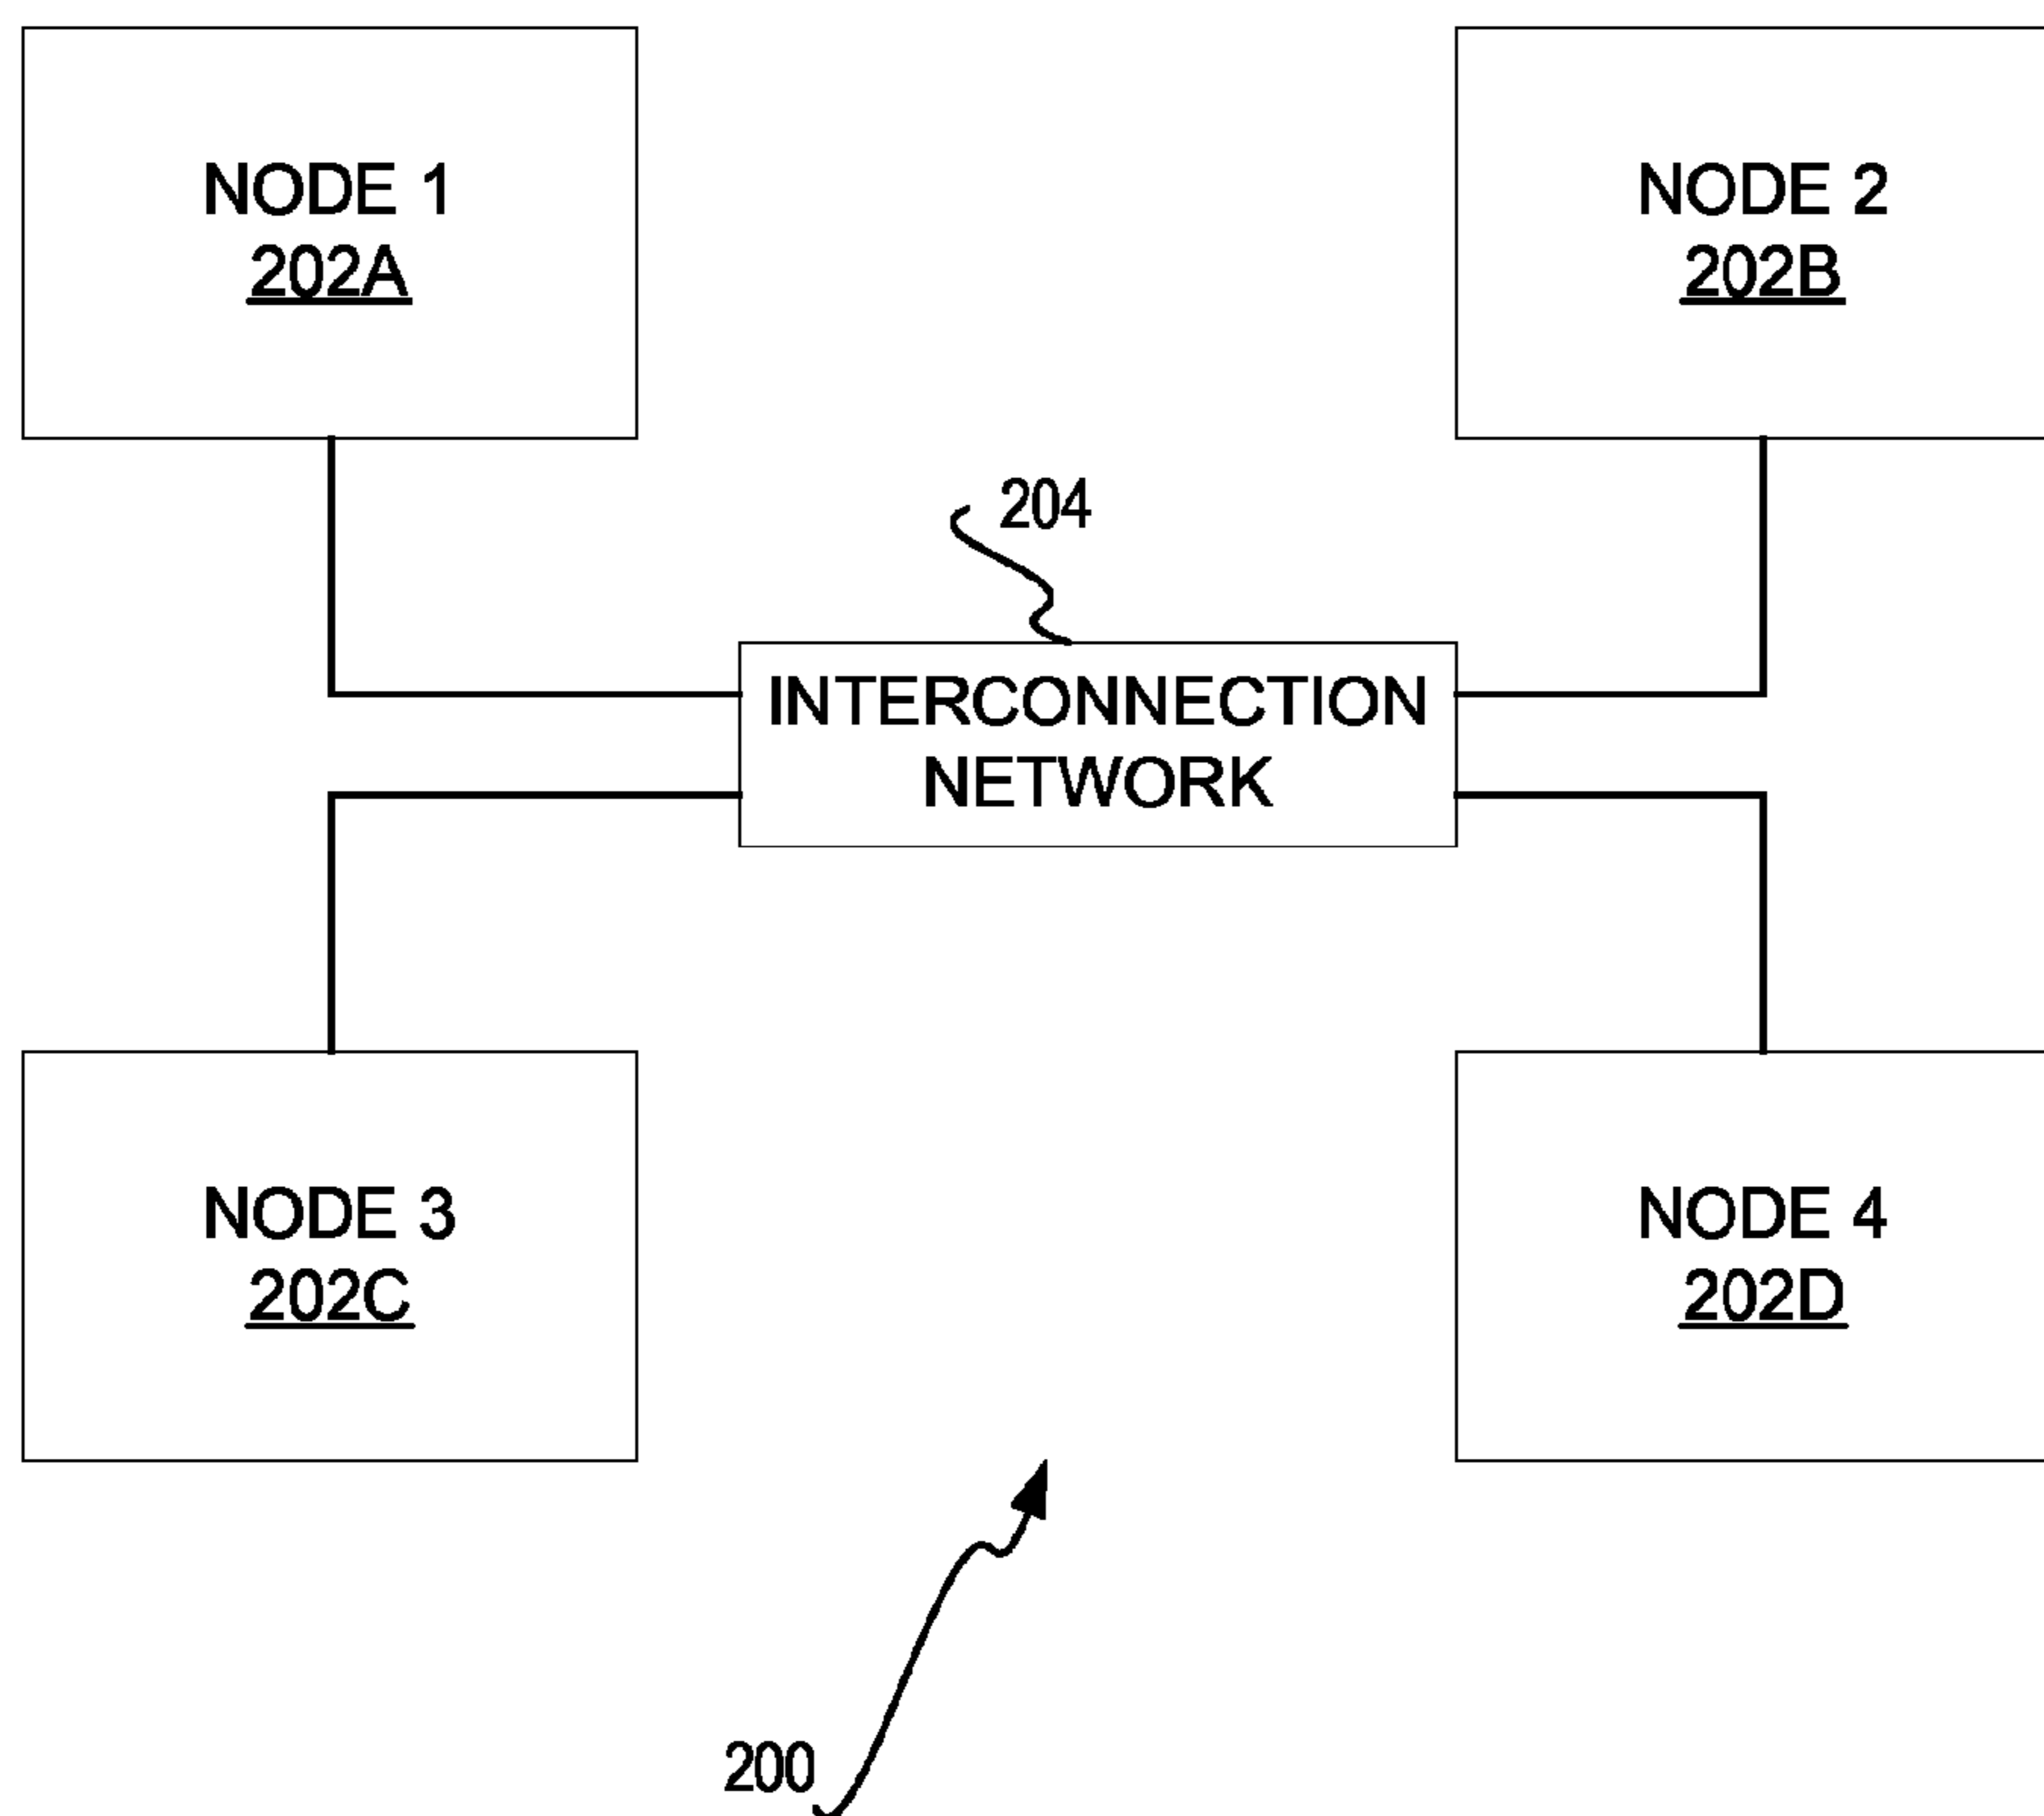 NODE 1
202A
NODE 2
202B
204
INTERCONNECTION
NETWORK
NODE 3
202C
NODE 4
202D
200